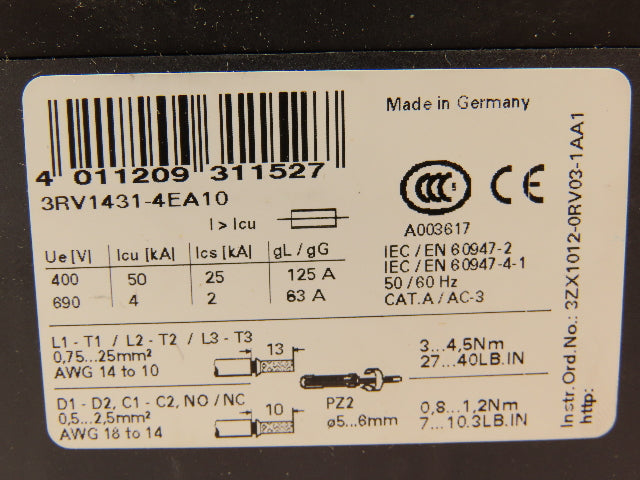 Made in Germany
4 011209 311527
3RV1431-4EA10
I > Icu
CCC
CE
A003617
Ue [V] Icu [kA] Ics [kA] gL / gG
400 50 25 125 A
690 4 2 63 A
IEC / EN 60947-2
IEC / EN 60947-4-1
50 / 60 Hz
CAT.A / AC-3
L1 - T1 / L2 - T2 / L3 - T3
0,75...25mm²
AWG 14 to 10
13
3...4,5Nm
27...40LB.IN
D1 - D2, C1 - C2, NO / NC
0,5...2,5mm²
AWG 18 to 14
10
PZ2
ø5...6mm
0,8...1,2Nm
7...10.3LB.IN
Instr.Ord.No.: 3ZX1012-0RV03-1AA1
http: